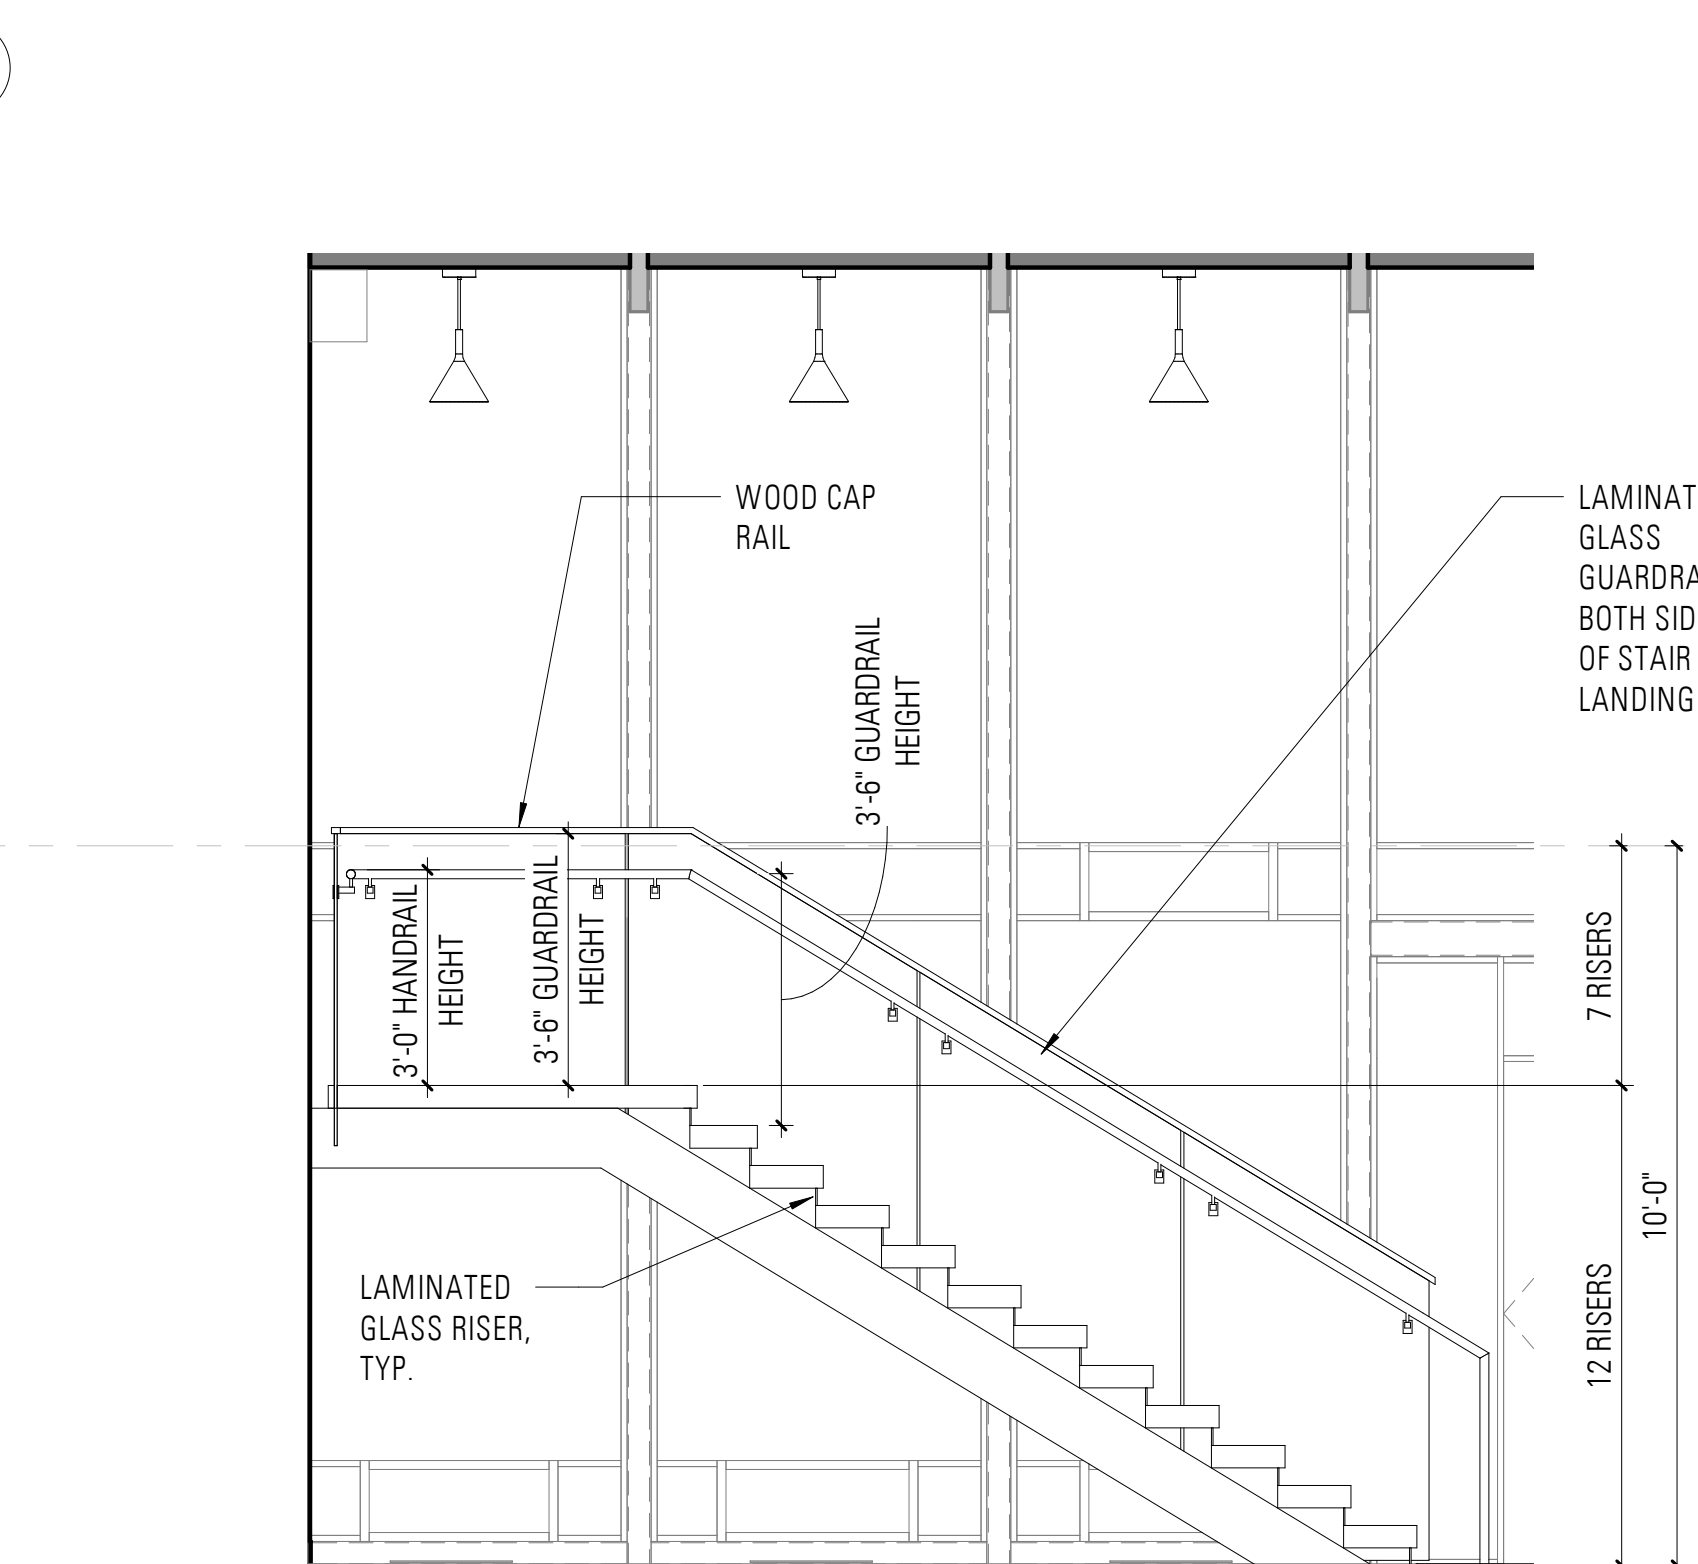 WOOD CAP
RAIL
LAMINAT
GLASS
GUARDRA
BOTH SID
OF STAIR
LANDING
3'-6" GUARDRAIL
HEIGHT
3'-0" HANDRAIL
HEIGHT
3'-6" GUARDRAIL
HEIGHT
7 RISERS
10'-0"
12 RISERS
LAMINATED
GLASS RISER,
TYP.